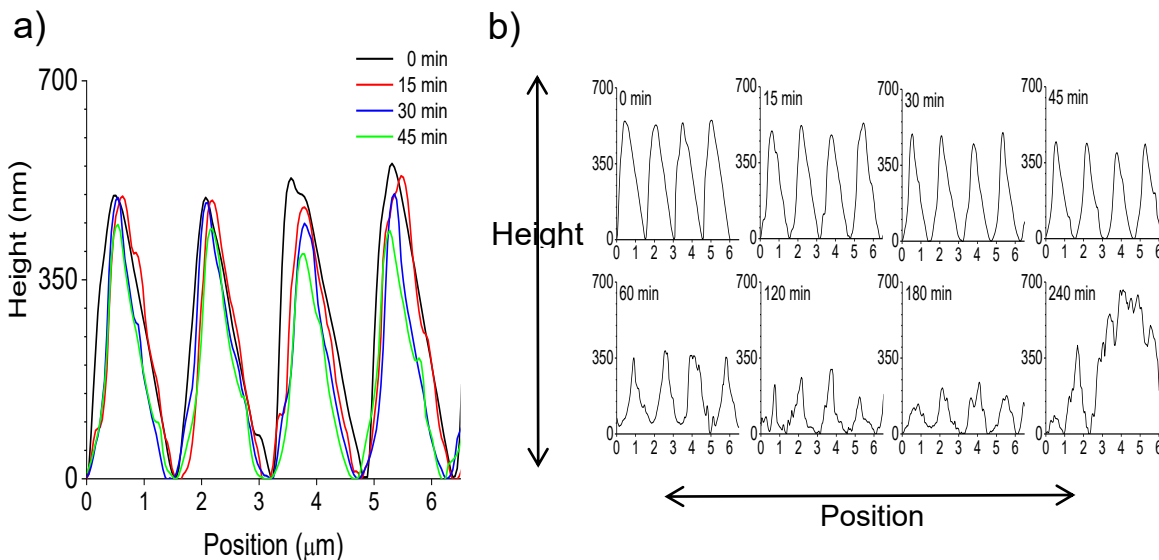 a)
0 min
15 min
30 min
45 min
700
350
0
Height (nm)
0 1 2 3 4 5 6
Position (μm)
b)
Height
700
350
0
0 min
0 1 2 3 4 5 6
700
350
0
15 min
0 1 2 3 4 5 6
700
350
0
30 min
0 1 2 3 4 5 6
700
350
0
45 min
0 1 2 3 4 5 6
700
350
0
60 min
0 1 2 3 4 5 6
700
350
0
120 min
0 1 2 3 4 5 6
700
350
0
180 min
0 1 2 3 4 5 6
700
350
0
240 min
0 1 2 3 4 5 6
Position